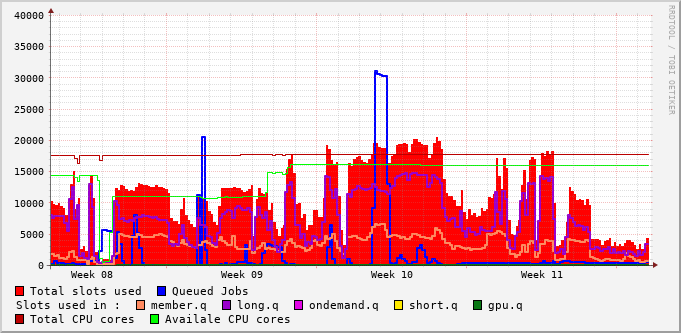 40000
35000
30000
25000
20000
15000
10000
5000
0
Week 08 Week 09 Week 10 Week 11
Total slots used Queued Jobs
Slots used in : member.q long.q ondemand.q short.q gpu.q
Total CPU cores Availale CPU cores
RRDTOOL / TOBI OETIKER